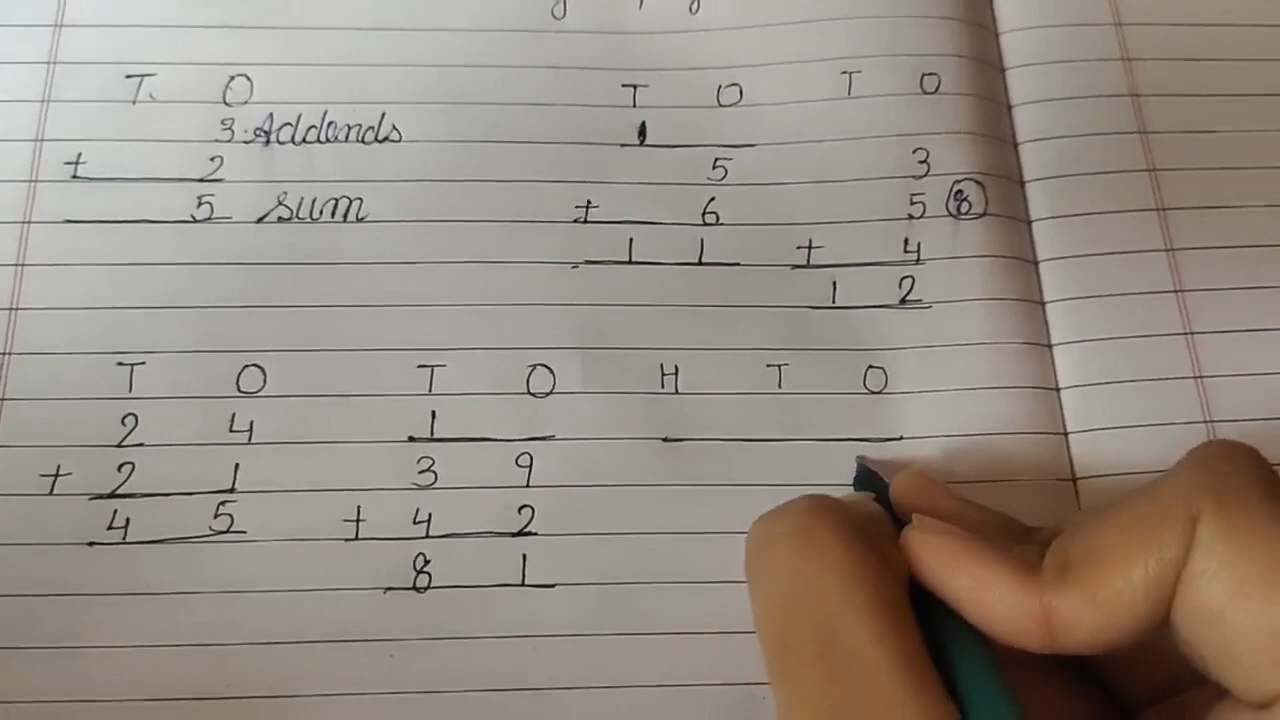 T. O
3 Addends
+ 2
5 sum
T O
1
5
+ 6
1 1
T O
3
5 8
+ 4
1 2
T O
2 4
+ 2 1
4 5
T O
1
3 9
+ 4 2
8 1
H T O